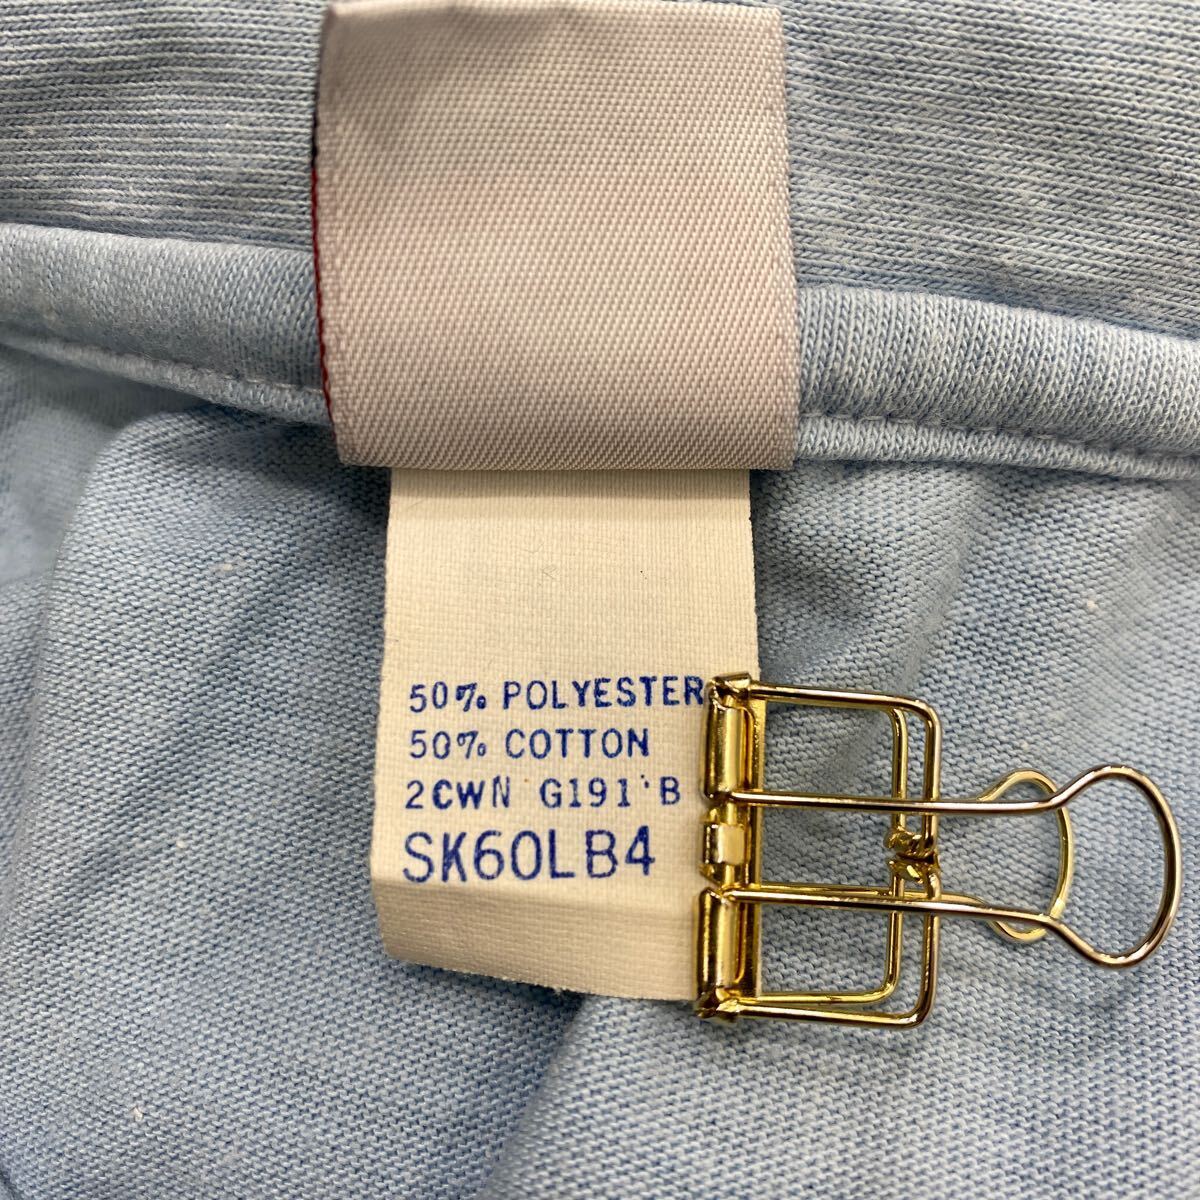 50% POLYESTER
50% COTTON
2CWN G191'B
SK60LB4